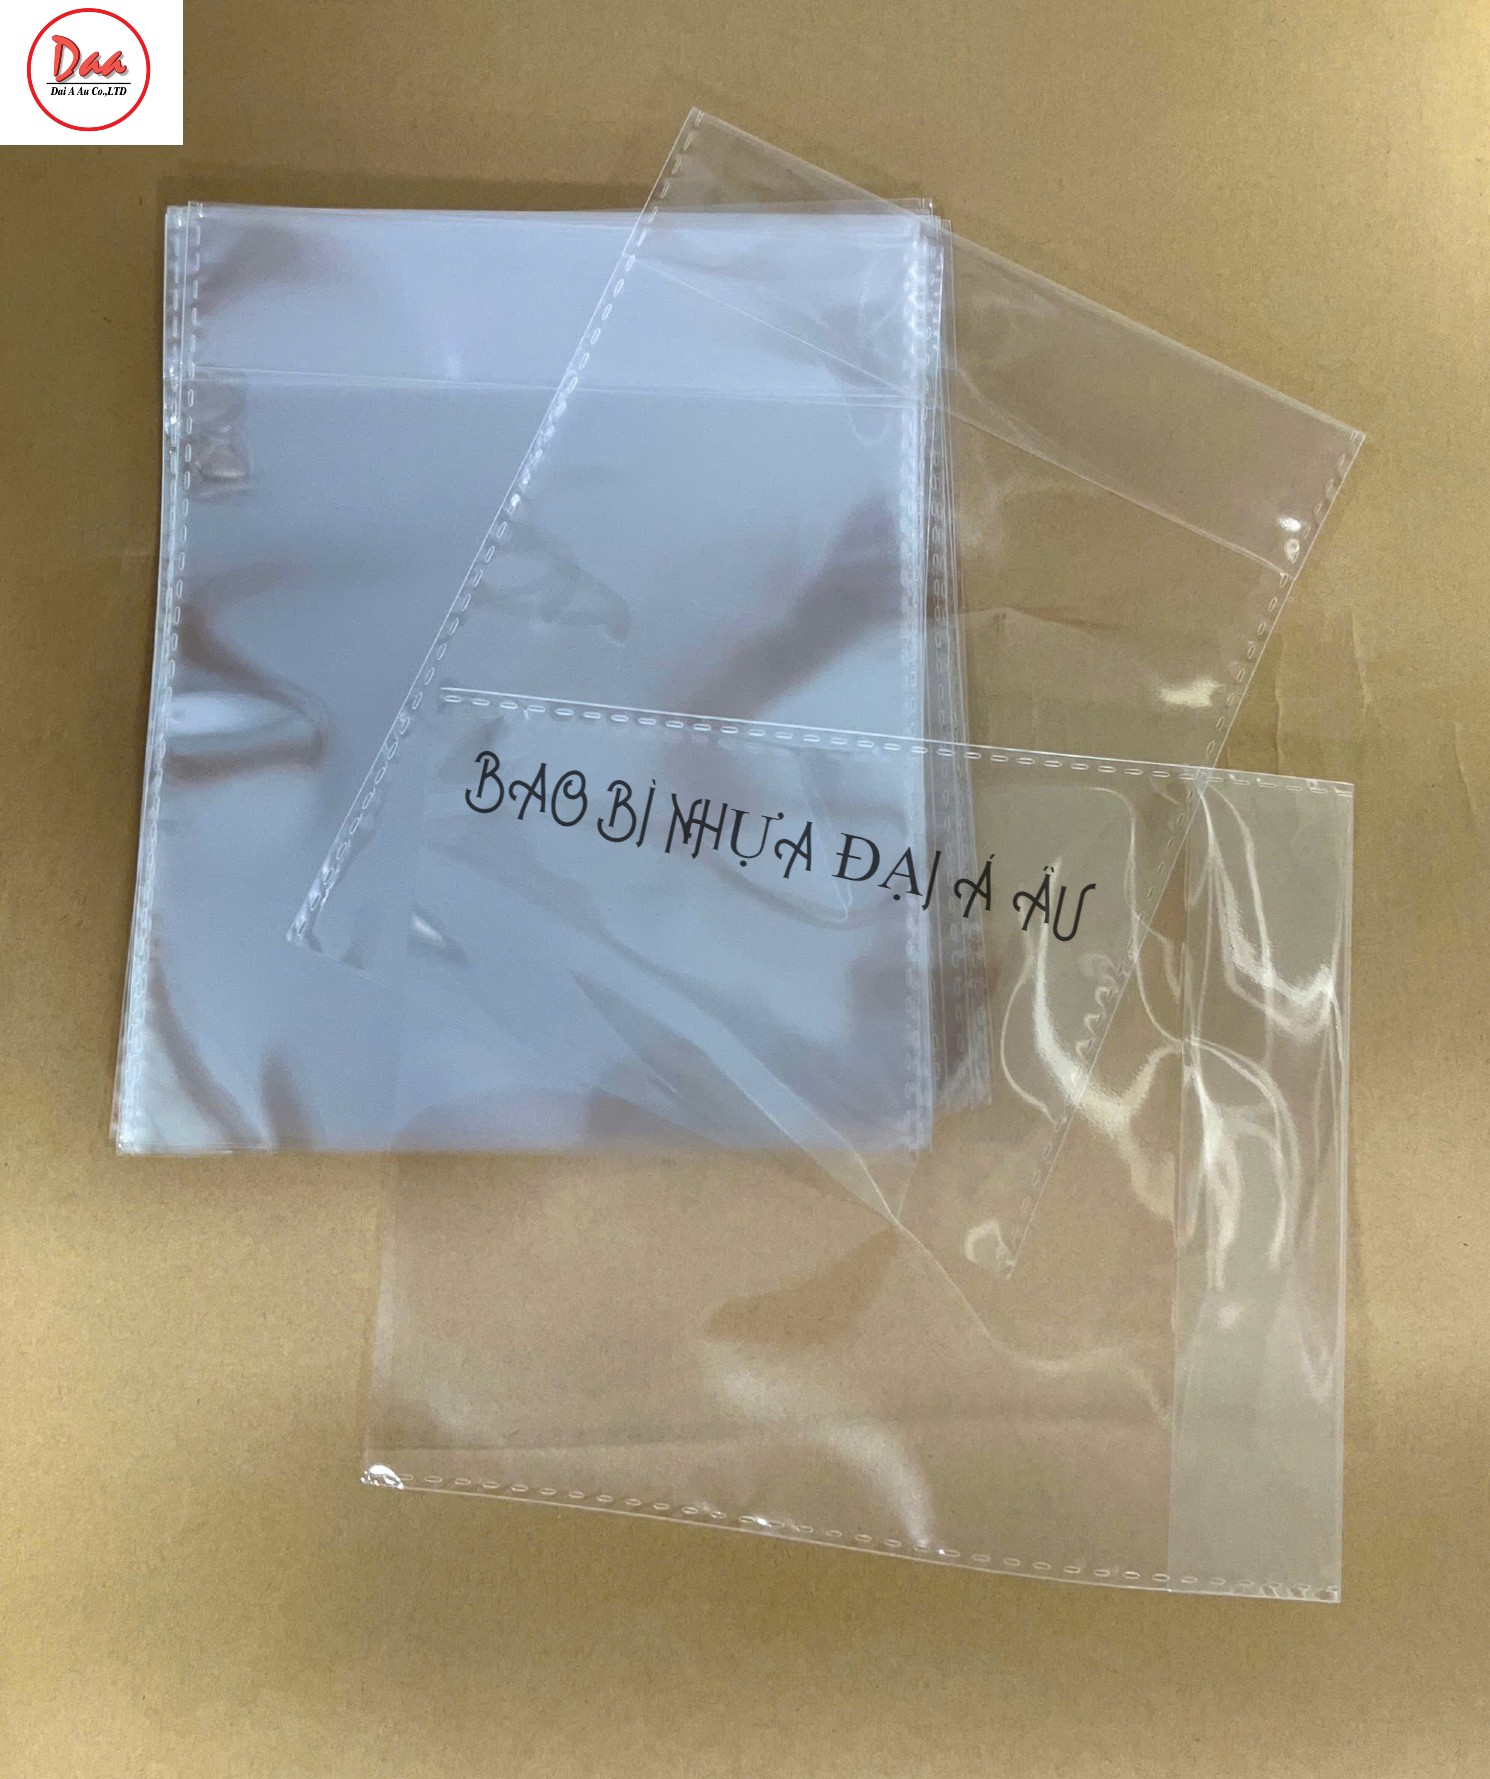 Daa
Dai A Au Co.,LTD
BAO BÌ NHỰA ĐẠI Á ÂU